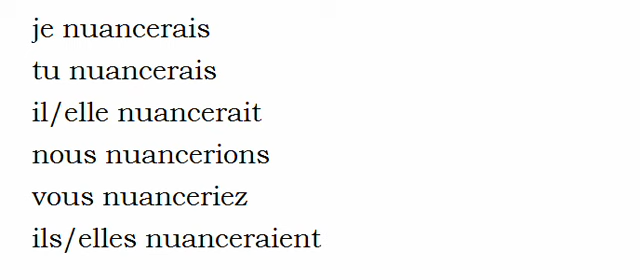 je nuancerais
tu nuancerais
il/elle nuancerait
nous nuancerions
vous nuanceriez
ils/elles nuanceraient